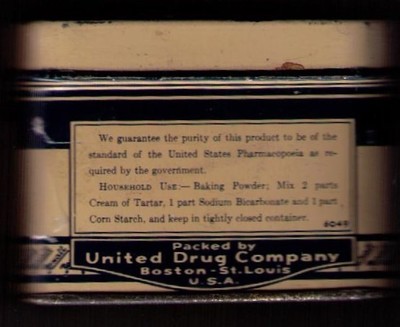 We guarantee the purity of this product to be of the
standard of the United States Pharmacopoeia as re-
quired by the government.
HOUSEHOLD USE:— Baking Powder; Mix 2 parts
Cream of Tartar, 1 part Sodium Bicarbonate and 1 part
Corn Starch, and keep in tightly closed container.
6049
Packed by
United Drug Company
Boston - St. Louis
U.S.A.